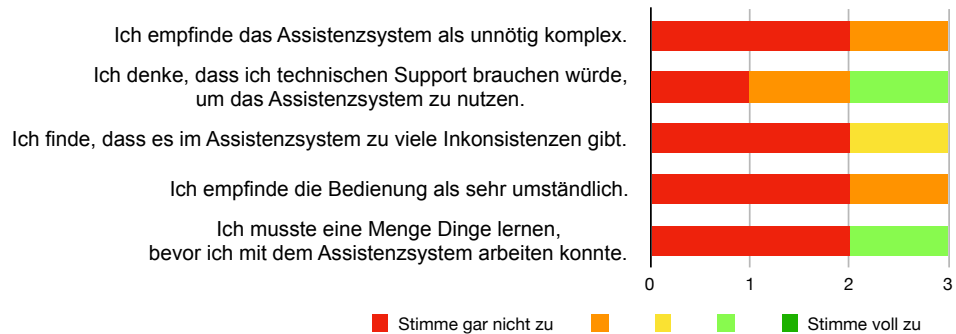 Ich empfinde das Assistenzsystem als unnötig komplex.
Ich denke, dass ich technischen Support brauchen würde,
um das Assistenzsystem zu nutzen.
Ich finde, dass es im Assistenzsystem zu viele Inkonsistenzen gibt.
Ich empfinde die Bedienung als sehr umständlich.
Ich musste eine Menge Dinge lernen,
bevor ich mit dem Assistenzsystem arbeiten konnte.
0 1 2 3
Stimme gar nicht zu Stimme voll zu